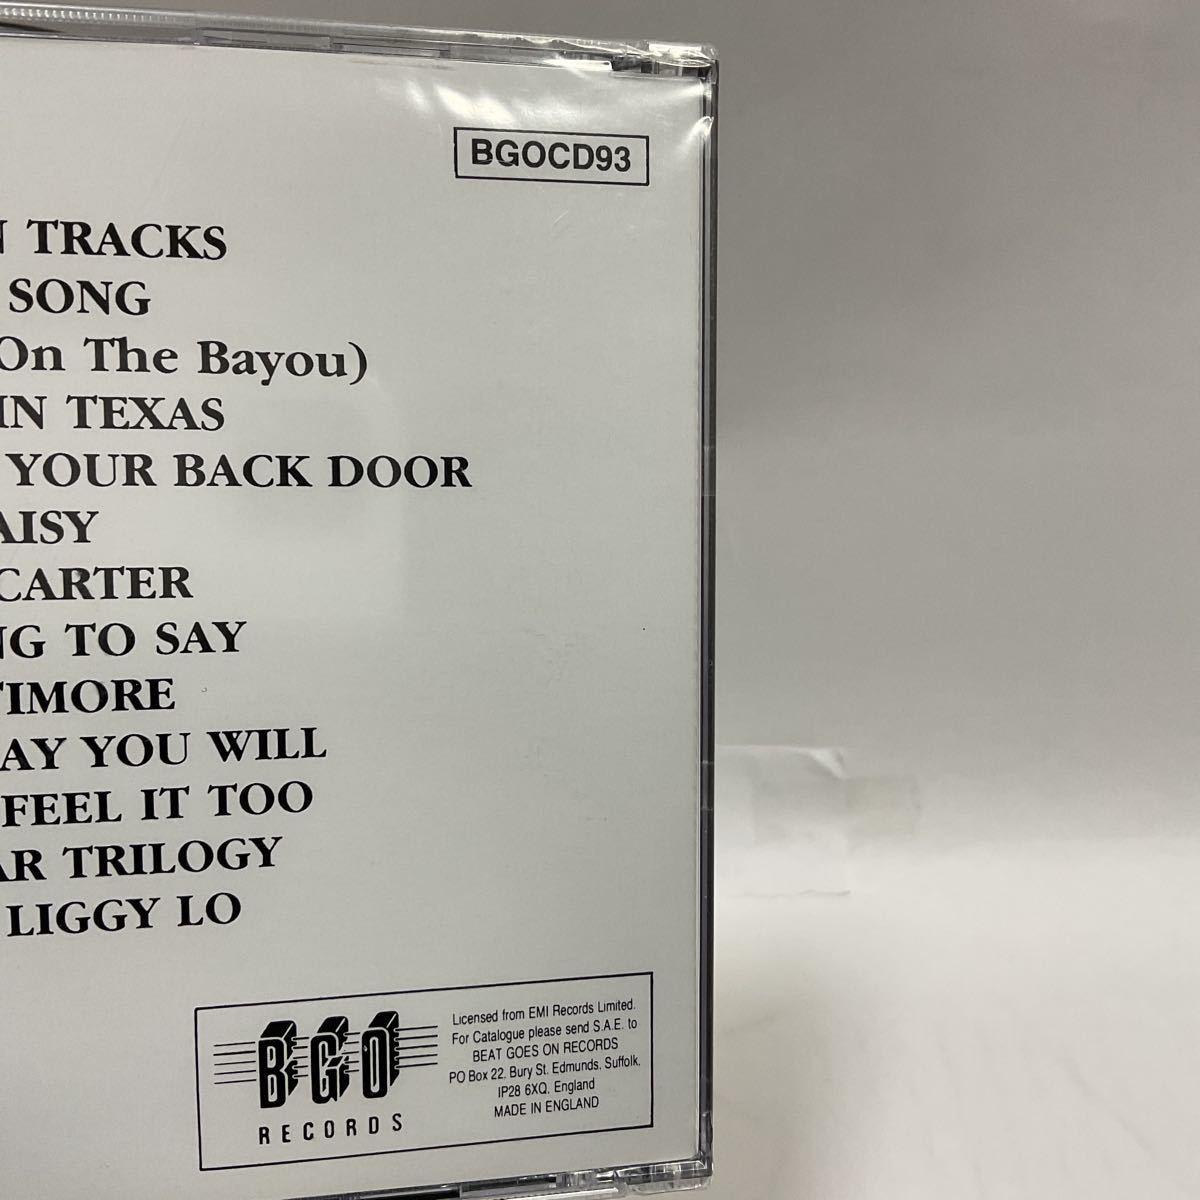 BGOCD93
N TRACKS
SONG
(On The Bayou)
IN TEXAS
YOUR BACK DOOR
AISY
CARTER
NG TO SAY
TIMORE
AY YOU WILL
FEEL IT TOO
AR TRILOGY
LIGGY LO
BGO
RECORDS
Licensed from EMI Records Limited.
For Catalogue please send S.A.E. to
BEAT GOES ON RECORDS
PO Box 22, Bury St. Edmunds, Suffolk,
IP28 6XQ, England
MADE IN ENGLAND